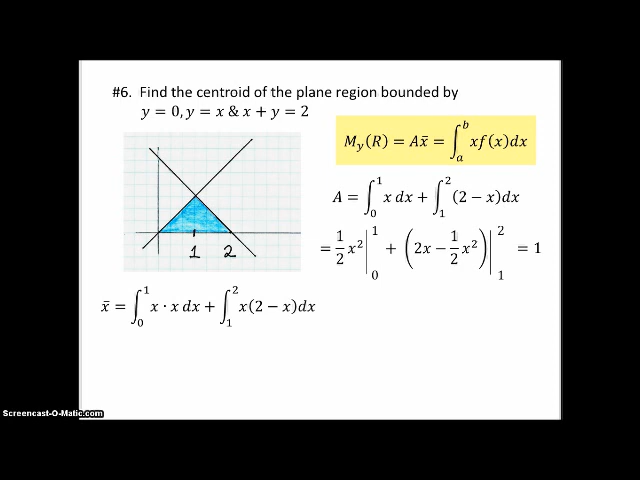 #6. Find the centroid of the plane region bounded by
y = 0, y = x & x + y = 2
M_y(R) = Ax̄ = ∫_a^b xf(x)dx
A = ∫_0^1 x dx + ∫_1^2 (2 − x)dx
= 1/2 x² |_0^1 + (2x − 1/2 x²)|_1^2 = 1
1 2
x̄ = ∫_0^1 x · x dx + ∫_1^2 x(2 − x)dx
Screencast-O-Matic.com